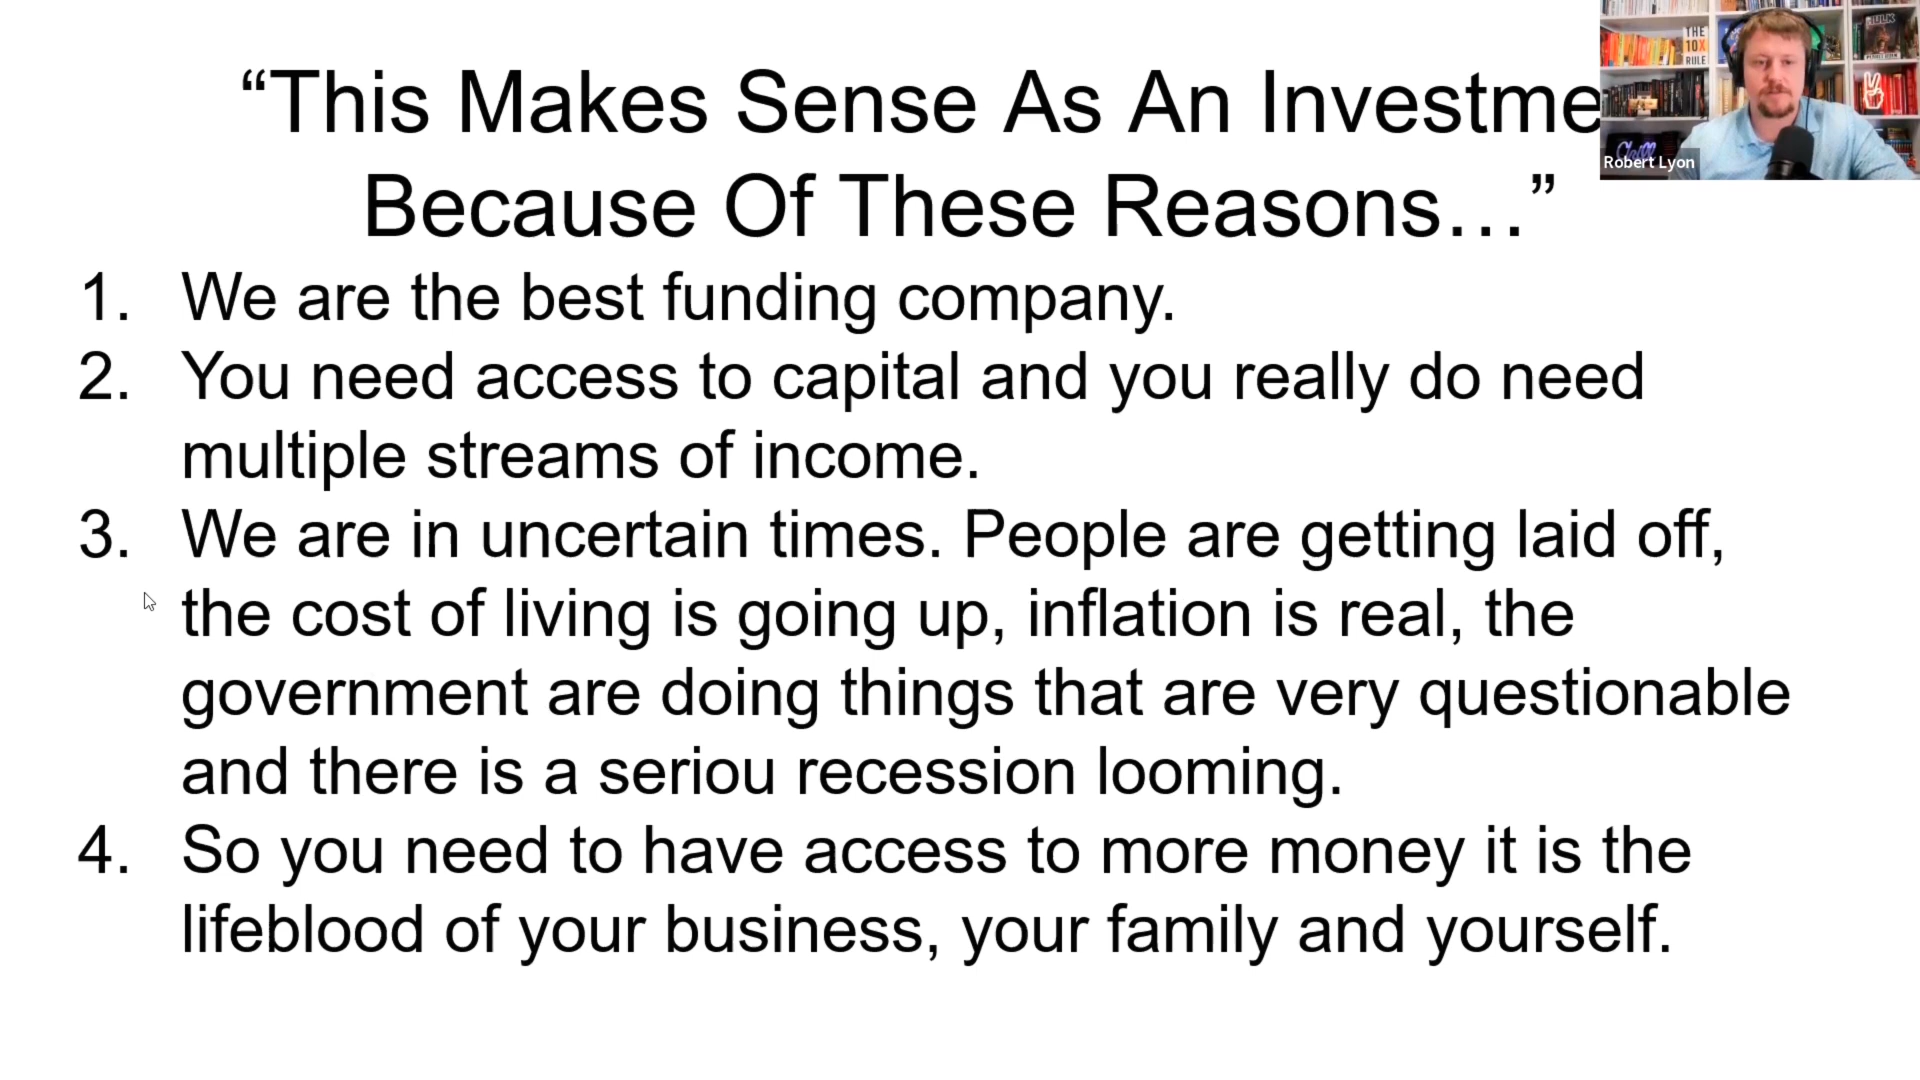 “This Makes Sense As An Investme
Because Of These Reasons…”
1. We are the best funding company.
2. You need access to capital and you really do need
multiple streams of income.
3. We are in uncertain times. People are getting laid off,
the cost of living is going up, inflation is real, the
government are doing things that are very questionable
and there is a seriou recession looming.
4. So you need to have access to more money it is the
lifeblood of your business, your family and yourself.
THE
10X
RULE
HULK
Robert Lyon